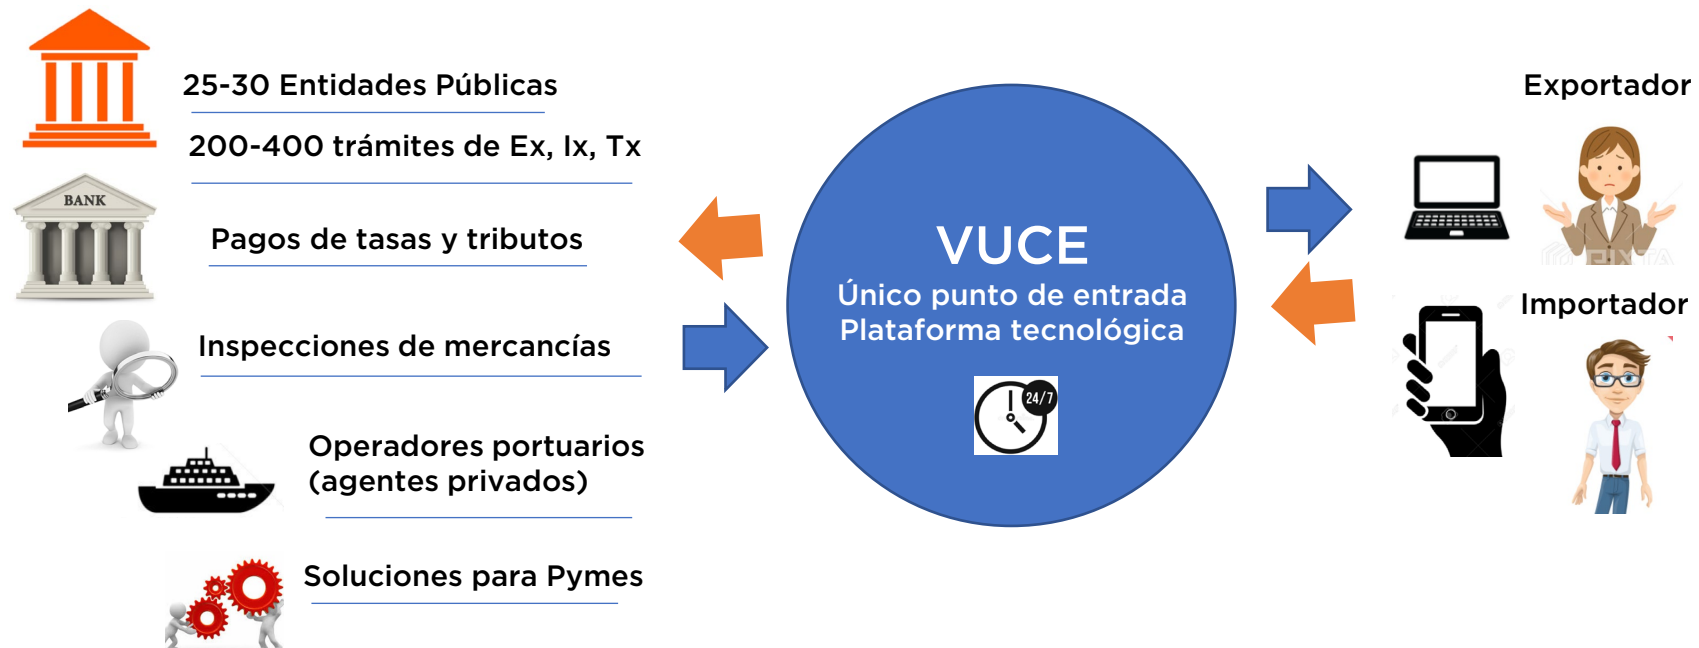 25-30 Entidades Públicas
200-400 trámites de Ex, Ix, Tx
BANK
Pagos de tasas y tributos
Inspecciones de mercancías
Operadores portuarios
(agentes privados)
Soluciones para Pymes
VUCE
Único punto de entrada
Plataforma tecnológica
24/7
Exportador
PIXTA
Importador